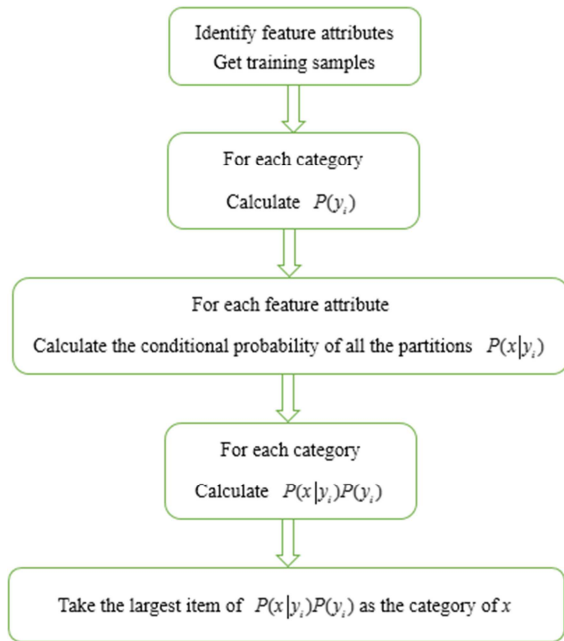 Identify feature attributes
Get training samples
For each category
Calculate P(yᵢ)
For each feature attribute
Calculate the conditional probability of all the partitions P(x|yᵢ)
For each category
Calculate P(x|yᵢ)P(yᵢ)
Take the largest item of P(x|yᵢ)P(yᵢ) as the category of x